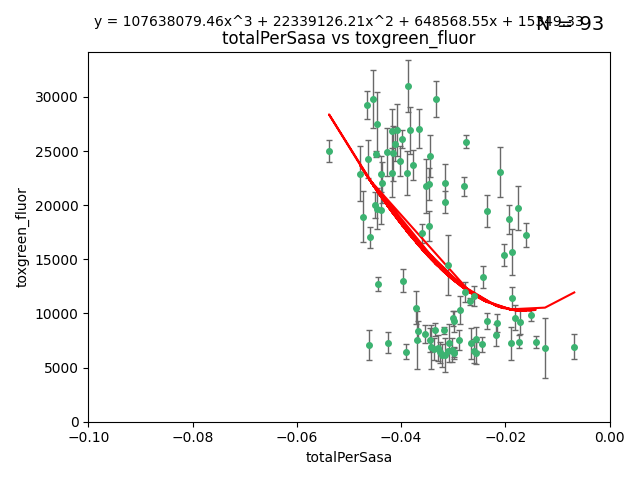 y = 107638079.46x^3 + 22339126.21x^2 + 648568.55x + 15349.33
N = 93
totalPerSasa vs toxgreen_fluor
30000
25000
20000
15000
10000
5000
0
toxgreen_fluor
−0.10 −0.08 −0.06 −0.04 −0.02 0.00
totalPerSasa